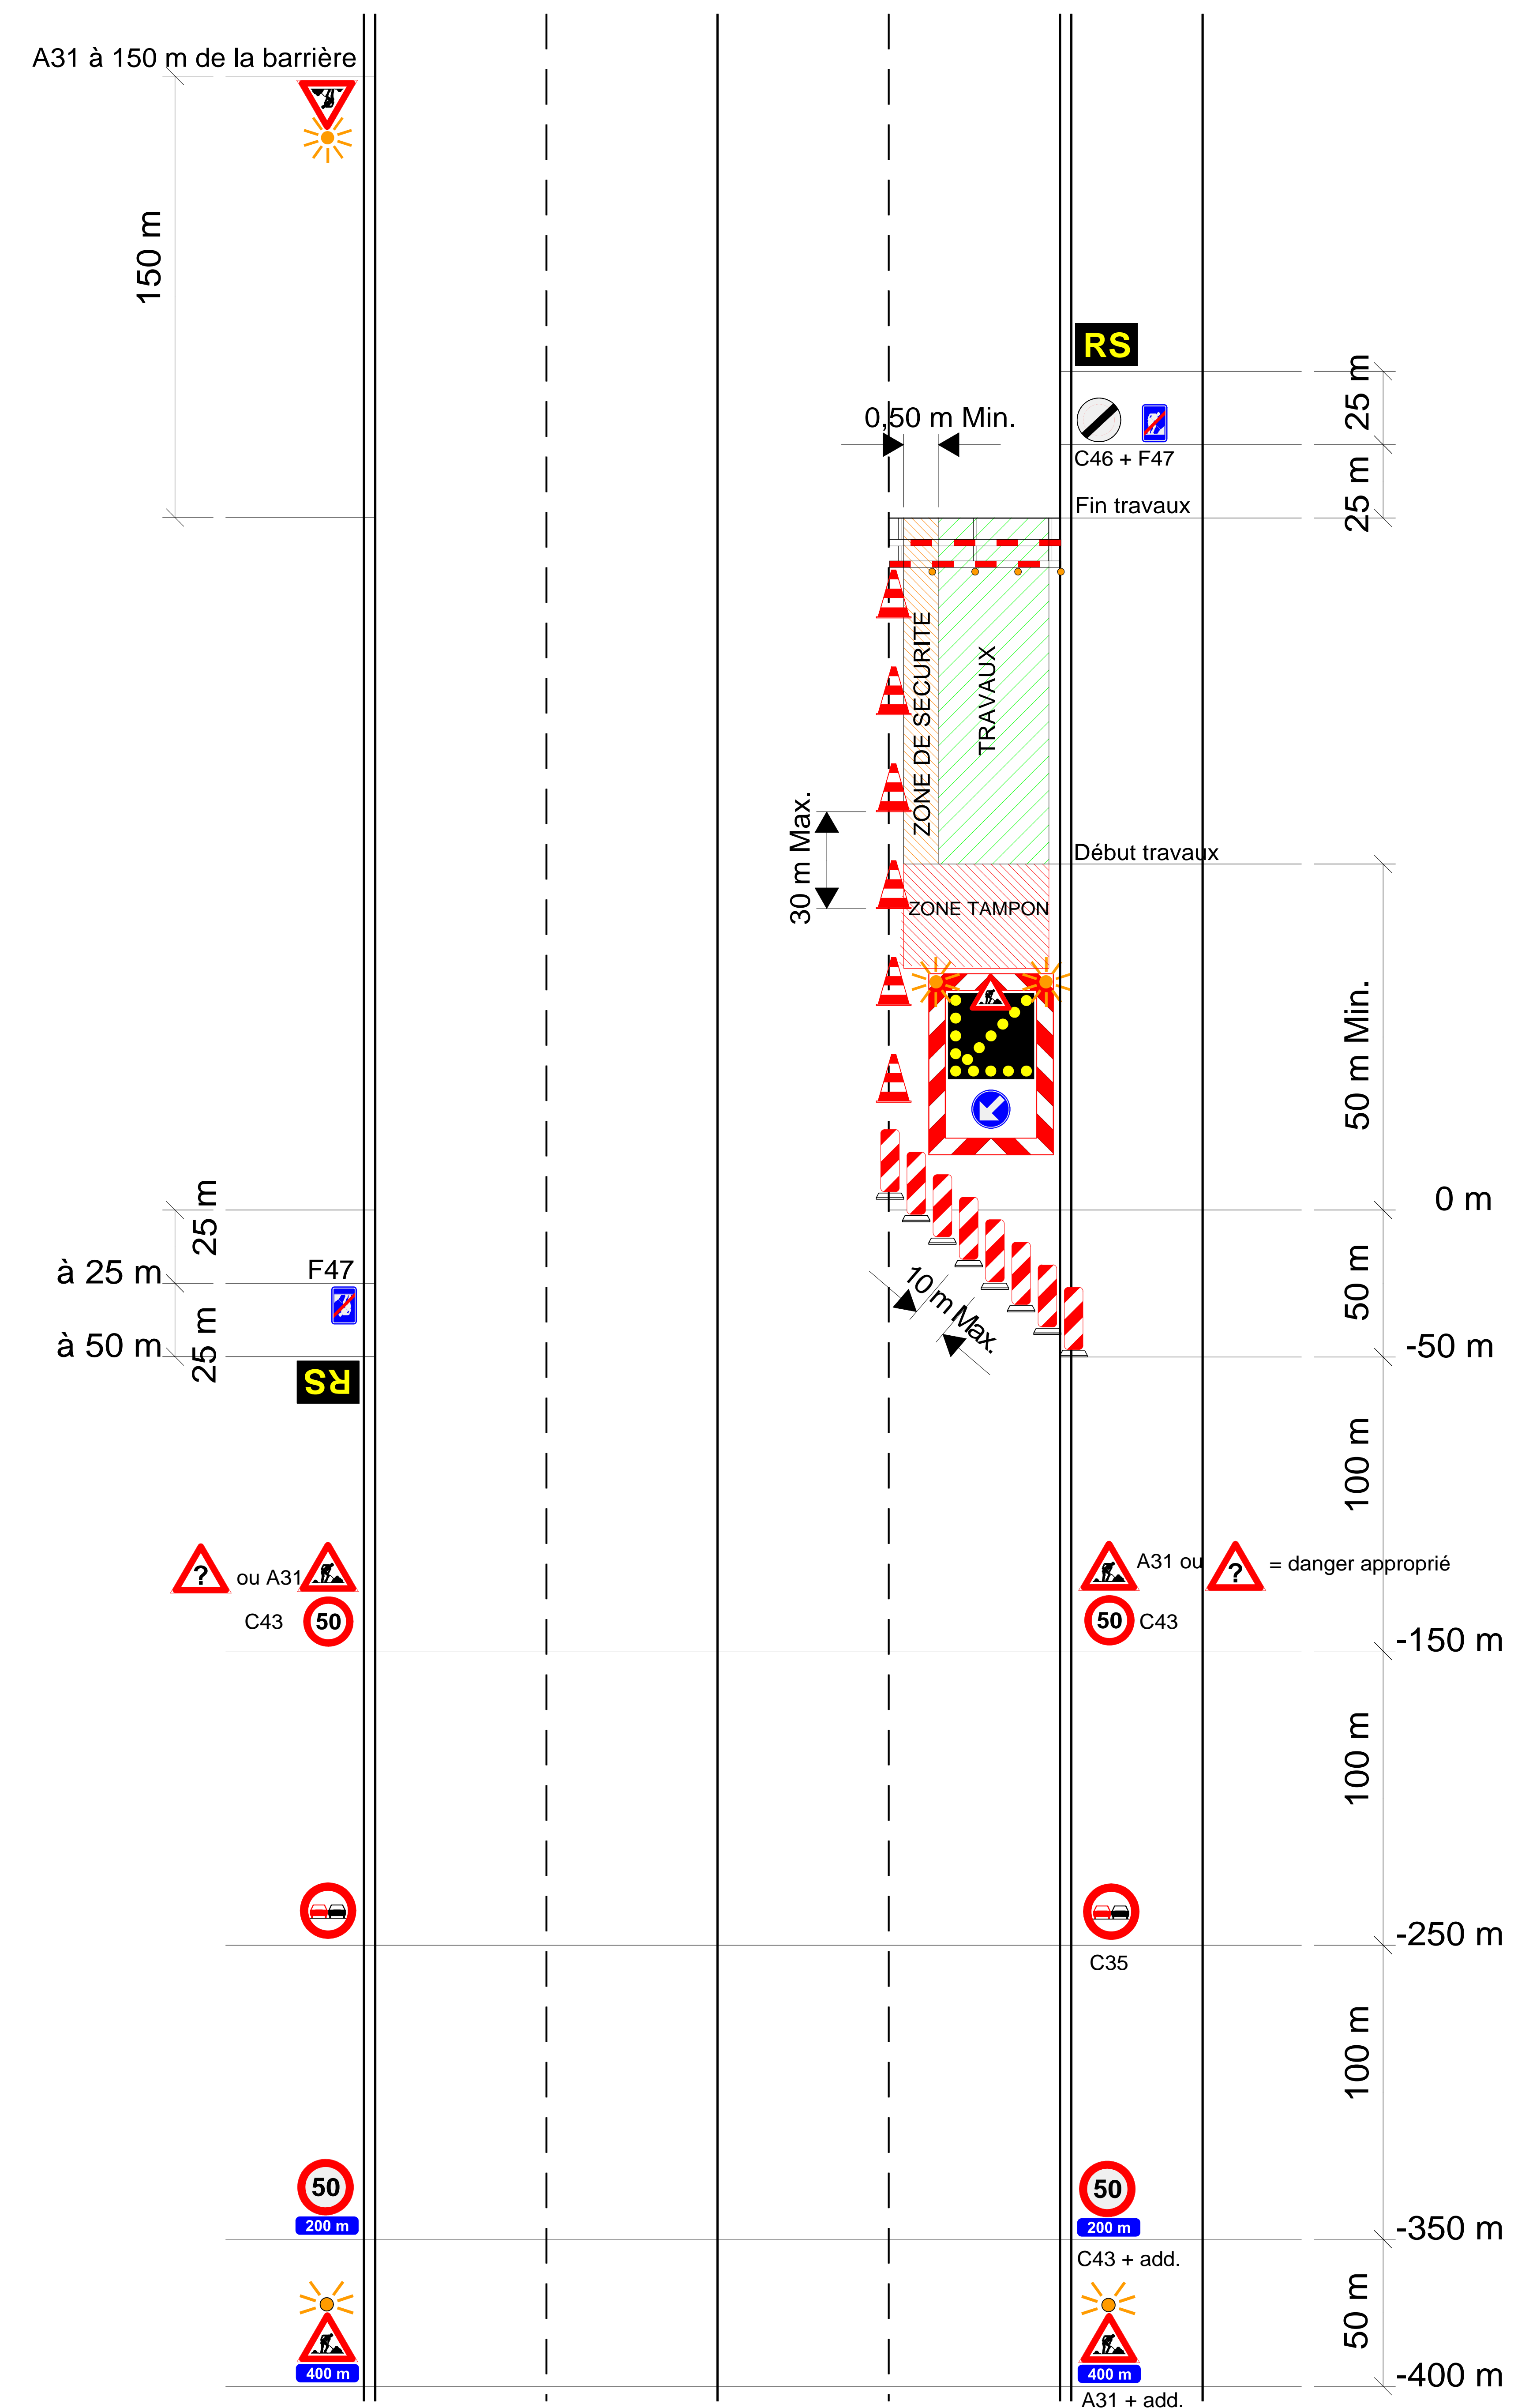 A31 à 150 m de la barrière
150 m
RS
25 m
0,50 m Min.
C46 + F47
25 m
Fin travaux
ZONE DE SECURITE
TRAVAUX
30 m Max.
Début travaux
ZONE TAMPON
50 m Min.
0 m
25 m
à 25 m
F47
10 m Max.
50 m
25 m
à 50 m
-50 m
RS
100 m
? ou A31
A31 ou ? = danger approprié
C43 50
50 C43
-150 m
100 m
-250 m
C35
100 m
50
200 m
50
200 m
-350 m
C43 + add.
50 m
400 m
400 m
-400 m
A31 + add.